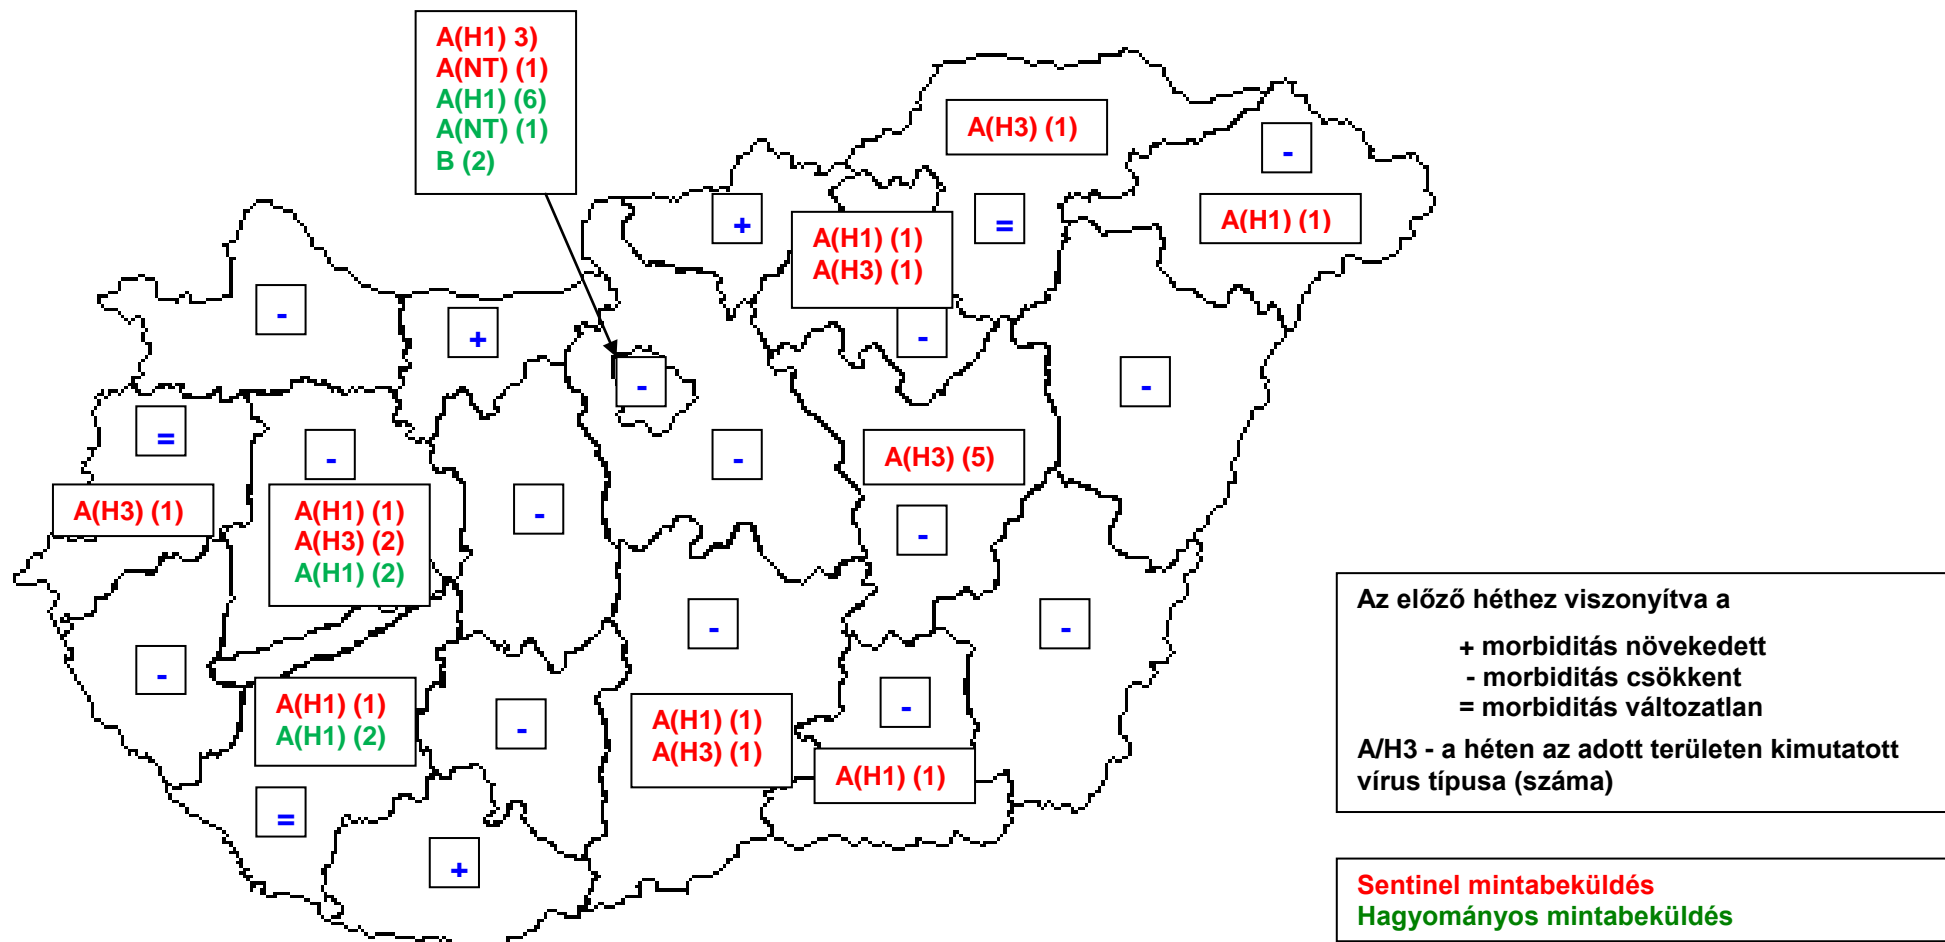 A(H1) 3)
A(NT) (1)
A(H1) (6)
A(NT) (1)
B (2)
A(H3) (1)
-
A(H1) (1)
+
=
A(H1) (1)
A(H3) (1)
-
-
+
-
-
=
-
-
A(H3) (5)
-
A(H3) (1)
A(H1) (1)
A(H3) (2)
A(H1) (2)
-
-
-
-
-
A(H1) (1)
A(H1) (2)
-
A(H1) (1)
A(H3) (1)
-
A(H1) (1)
=
+
Az előző héthez viszonyítva a
+ morbiditás növekedett
- morbiditás csökkent
= morbiditás változatlan
A/H3 - a héten az adott területen kimutatott
vírus típusa (száma)
Sentinel mintabeküldés
Hagyományos mintabeküldés